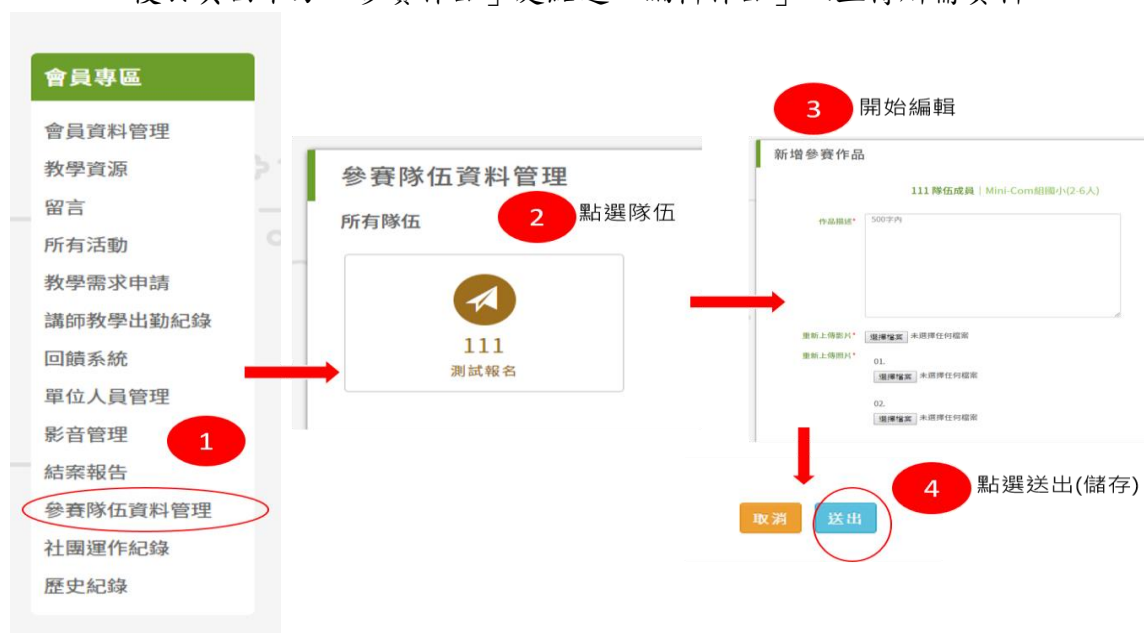 參賽作品」
會員專區
會員資料管理
教學資源
留言
所有活動
教學需求申請
講師教學出勤紀錄
回饋系統
單位人員管理
影音管理
1
結案報告
參賽隊伍資料管理
社團運作紀錄
歷史紀錄
參賽隊伍資料管理
所有隊伍
2 點選隊伍
111
測試報名
3 開始編輯
新增參賽作品
111 隊伍成員 | Mini-Com組國小(2-6人)
作品描述* 500字內
重新上傳影片* 選擇檔案 未選擇任何檔案
重新上傳照片* 01.
選擇檔案 未選擇任何檔案
02.
選擇檔案 未選擇任何檔案
4 點選送出(儲存)
取消 送出